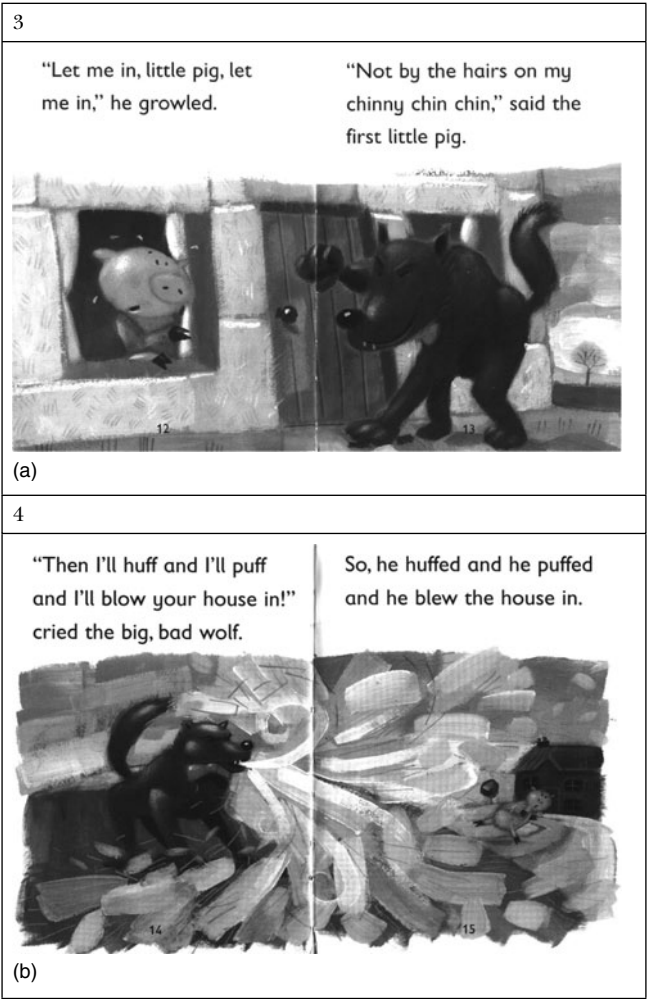 3
“Let me in, little pig, let
me in,” he growled.
“Not by the hairs on my
chinny chin chin,” said the
first little pig.
12
13
(a)
4
“Then I’ll huff and I’ll puff
and I’ll blow your house in!”
cried the big, bad wolf.
So, he huffed and he puffed
and he blew the house in.
14
15
(b)